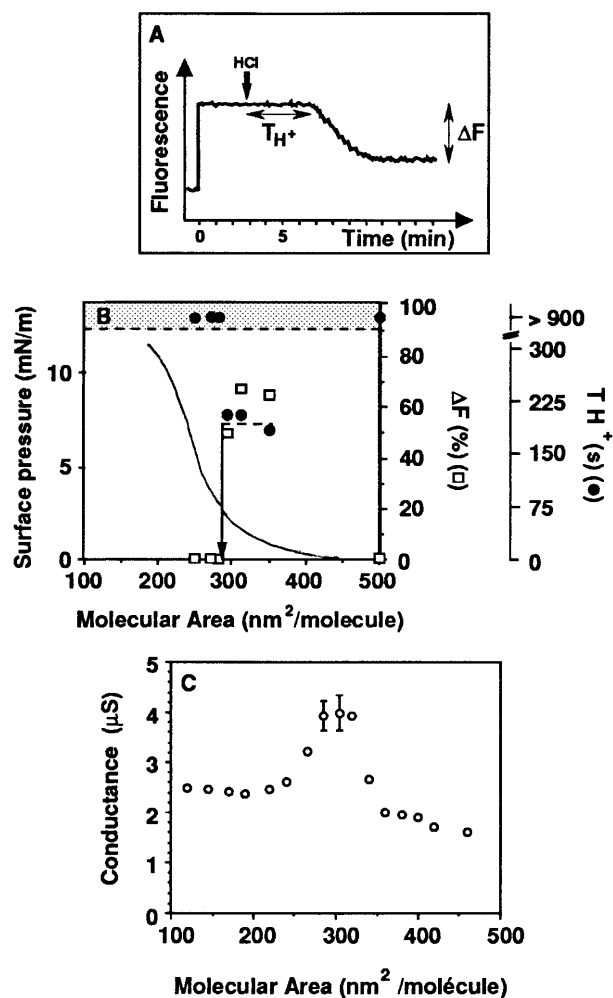 A
HCl
Fluorescence
T_H+
ΔF
0 5 Time (min)
B
Surface pressure (mN/m)
10
5
0
100 200 300 400 500
Molecular Area (nm²/molecule)
100
80
60
40
20
0
ΔF (%) (□)
> 900
300
225
150
75
0
T H⁺ (s) (●)
C
Conductance (µS)
5
4
3
2
1
0
100 200 300 400 500
Molecular Area (nm²/molécule)